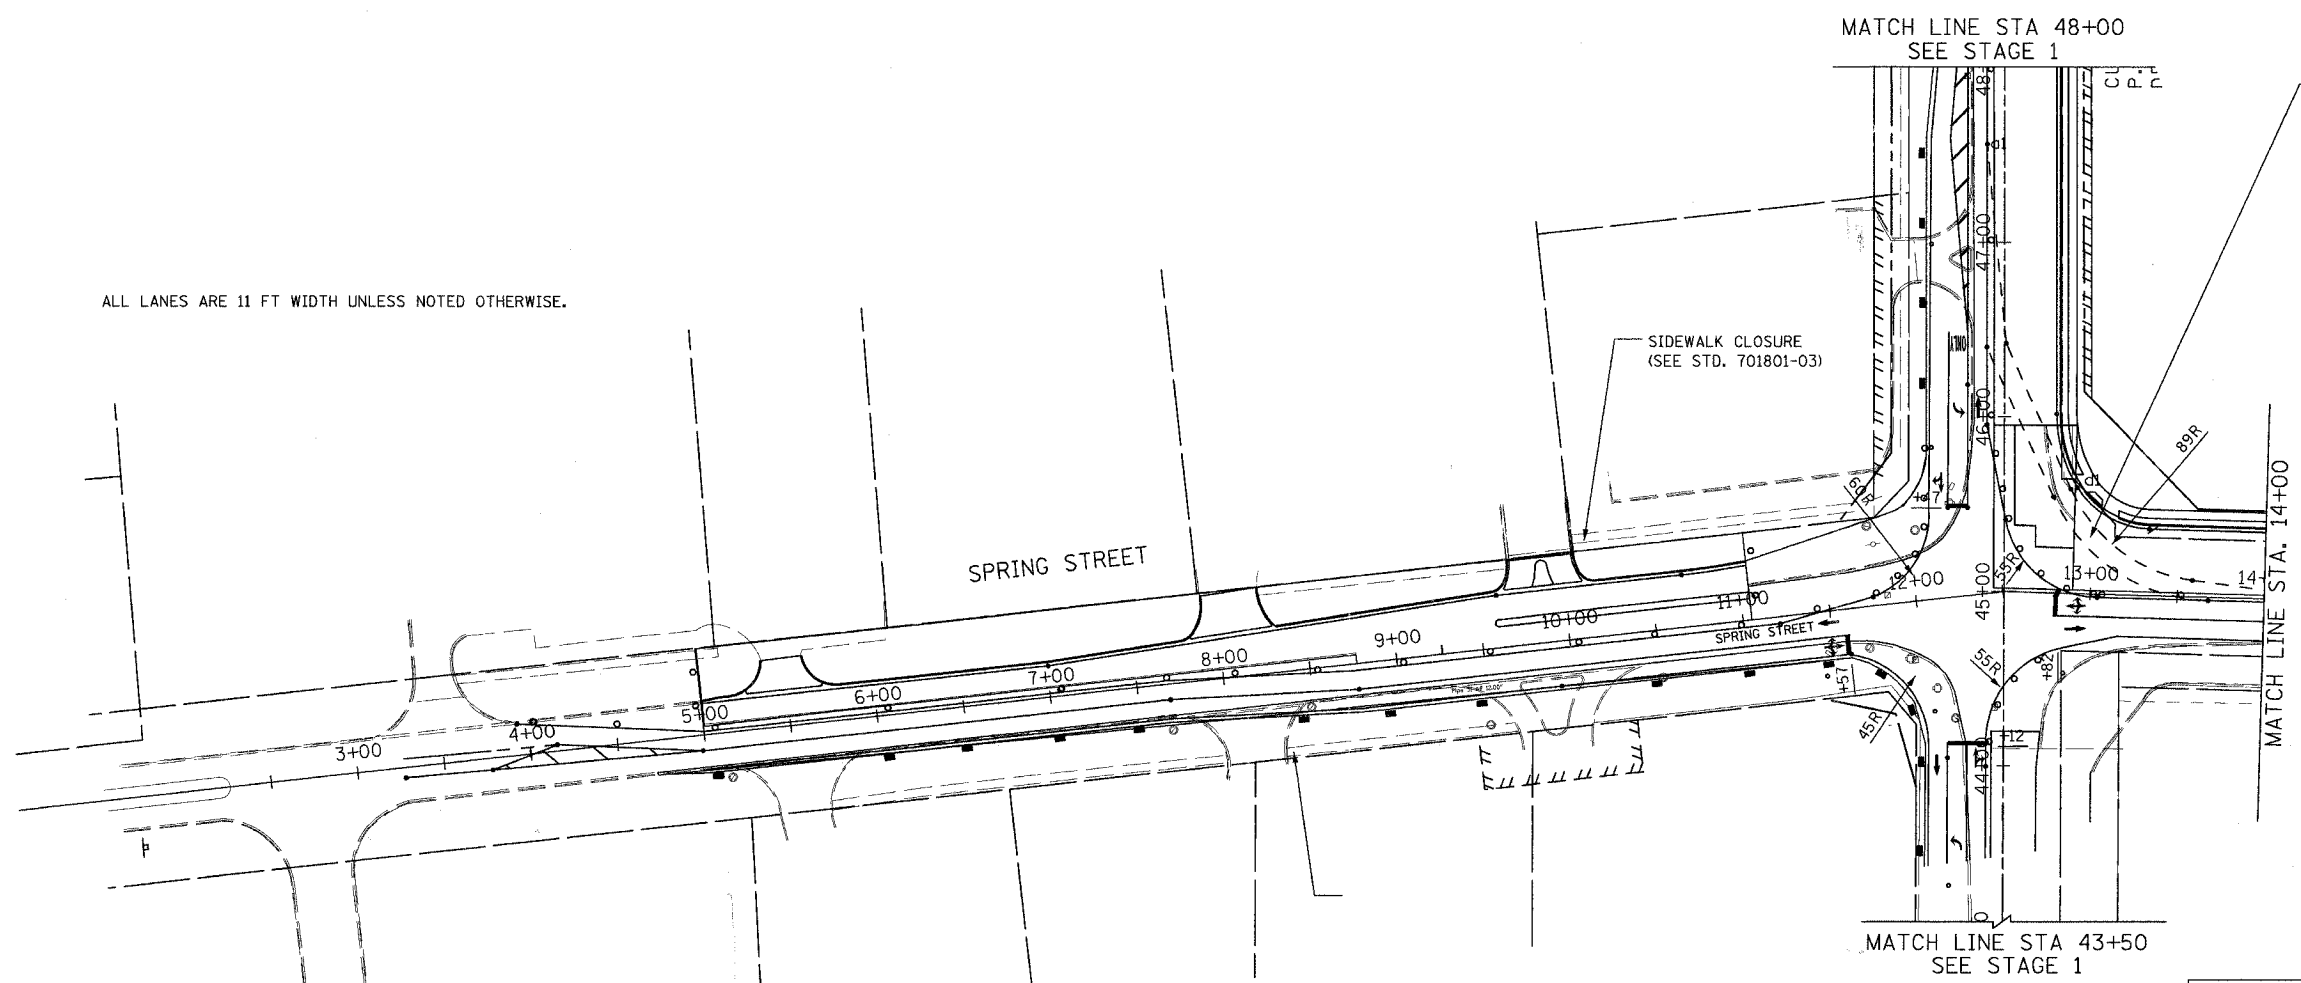 MATCH LINE STA 48+00
SEE STAGE 1
ALL LANES ARE 11 FT WIDTH UNLESS NOTED OTHERWISE.
SIDEWALK CLOSURE
(SEE STD. 701801-03)
SPRING STREET
3+00
4+00
5+00
6+00
7+00
8+00
9+00
10+00
11+00
12+00
13+00
14+
SPRING STREET
48
47+00
46+00
45+00
44+00
ONLY
60R
89R
55R
55R
45R
+57
+82
+12
MATCH LINE STA. 14+00
MATCH LINE STA 43+50
SEE STAGE 1